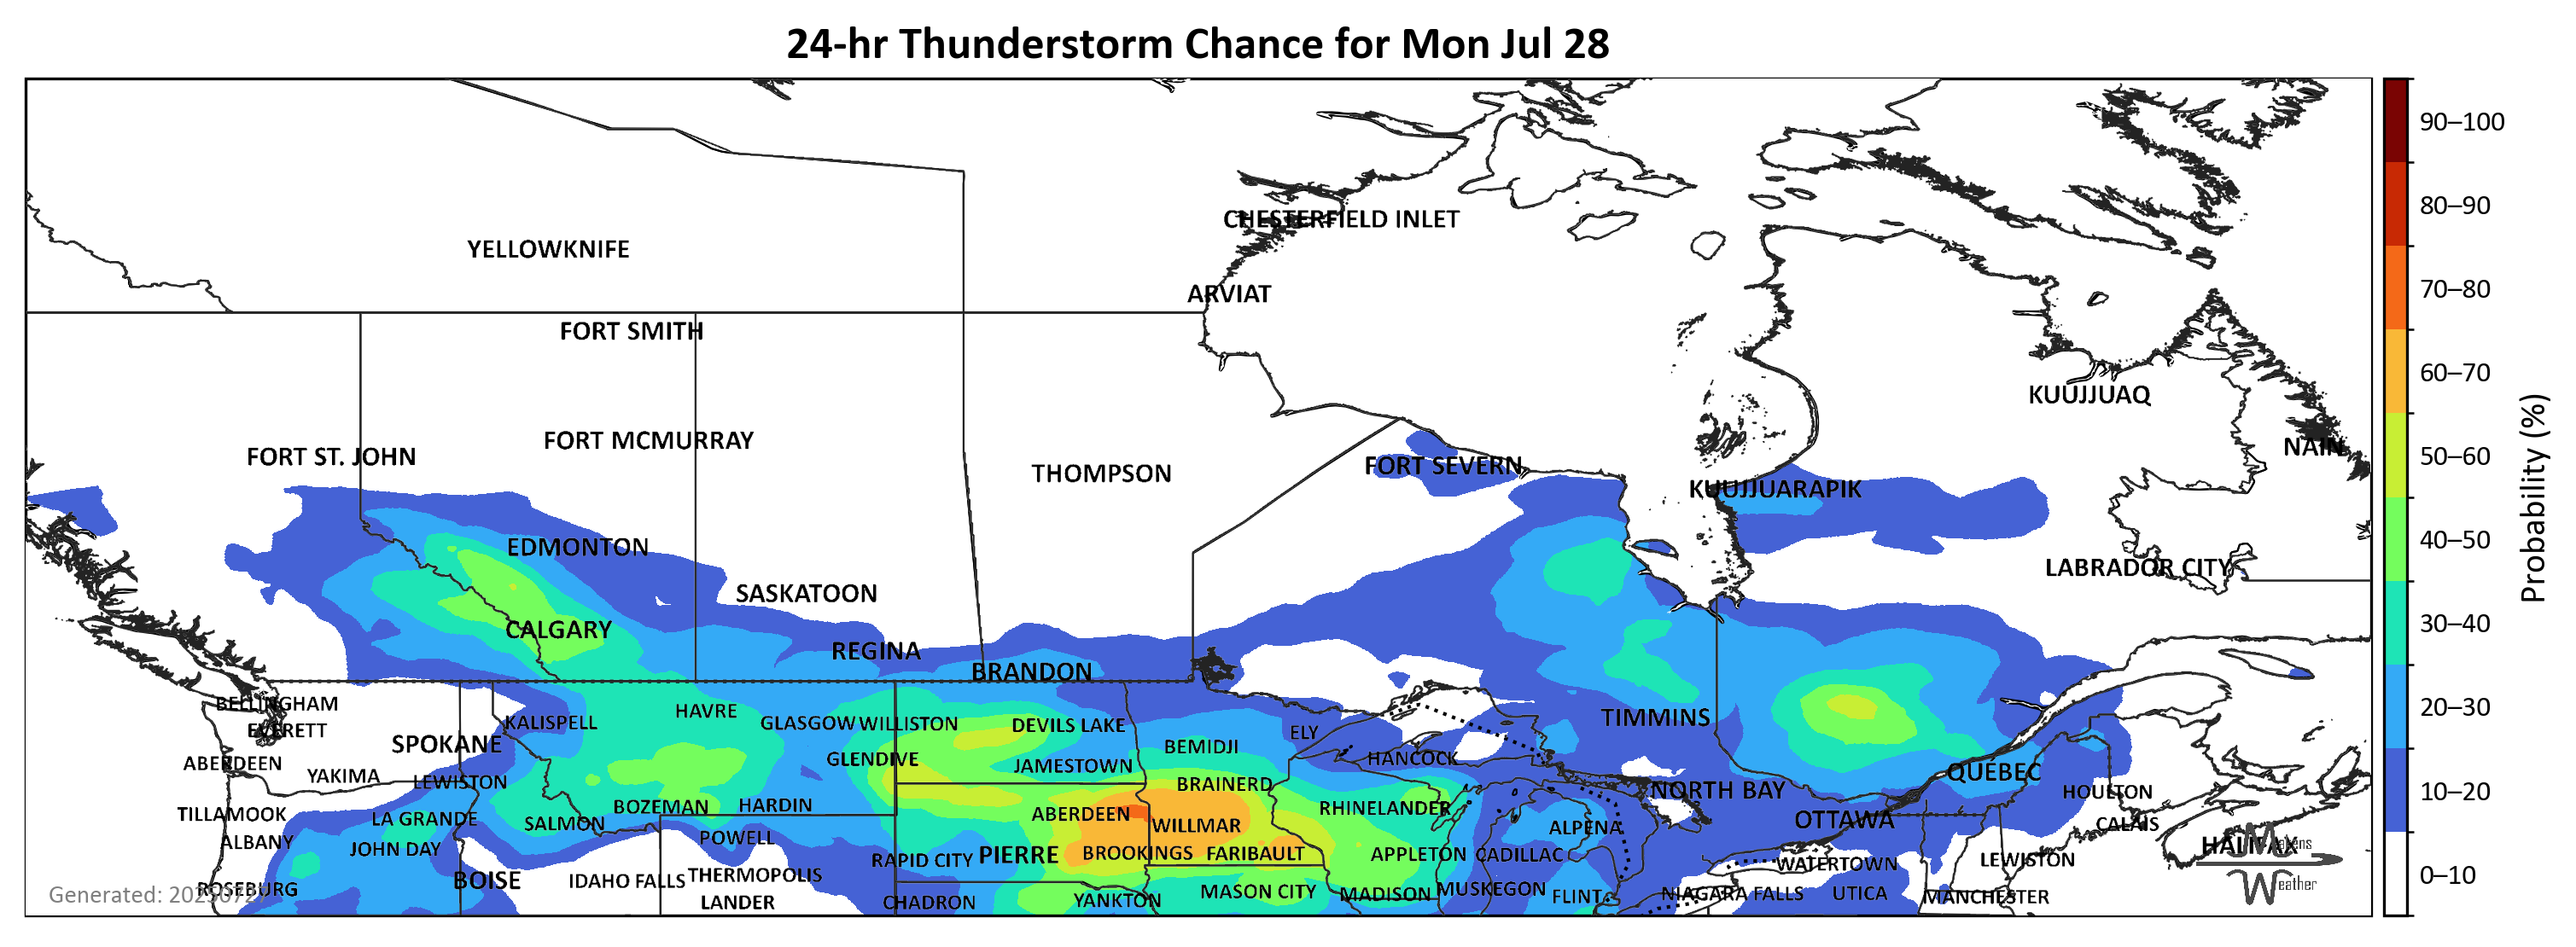 24-hr Thunderstorm Chance for Mon Jul 28
90–100
80–90
70–80
60–70
50–60
40–50
30–40
20–30
10–20
0–10
Probability (%)
CHESTERFIELD INLET
YELLOWKNIFE
ARVIAT
FORT SMITH
KUUJJUAQ
FORT MCMURRAY
NAIN
FORT ST. JOHN
FORT SEVERN
THOMPSON
KUUJJUARAPIK
EDMONTON
LABRADOR CITY
SASKATOON
CALGARY
REGINA
BRANDON
BELLINGHAM
HAVRE
TIMMINS
KALISPELL
GLASGOW
WILLISTON
DEVILS LAKE
EVERETT
ELY
SPOKANE
BEMIDJI
GLENDIVE
HANCOCK
ABERDEEN
JAMESTOWN
QUÉBEC
YAKIMA
LEWISTON
BRAINERD
NORTH BAY
HOULTON
BOZEMAN
HARDIN
RHINELANDER
TILLAMOOK
ABERDEEN
LA GRANDE
OTTAWA
SALMON
WILLMAR
CALAIS
ALPENA
POWELL
ALBANY
HALIFAX
Makens
Weather
JOHN DAY
BROOKINGS
FARIBAULT
PIERRE
APPLETON
CADILLAC
RAPID CITY
LEWISTON
WATERTOWN
THERMOPOLIS
BOISE
IDAHO FALLS
ROSEBURG
MUSKEGON
MASON CITY
MADISON
NIAGARA FALLS
UTICA
FLINT
MANCHESTER
YANKTON
LANDER
CHADRON
Generated: 20250727